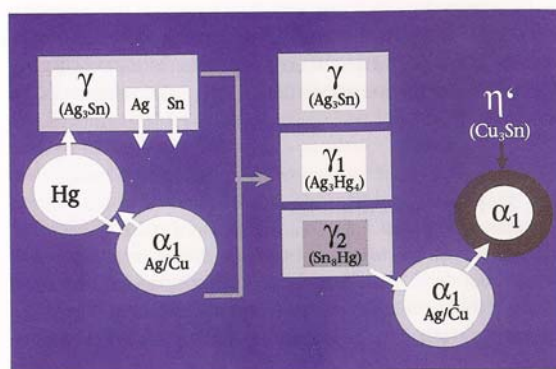 γ
(Ag₃Sn)
Ag
Sn
Hg
α₁
Ag/Cu
γ
(Ag₃Sn)
γ₁
(Ag₃Hg₄)
γ₂
(Sn₈Hg)
α₁
Ag/Cu
η‘
(Cu₃Sn)
α₁